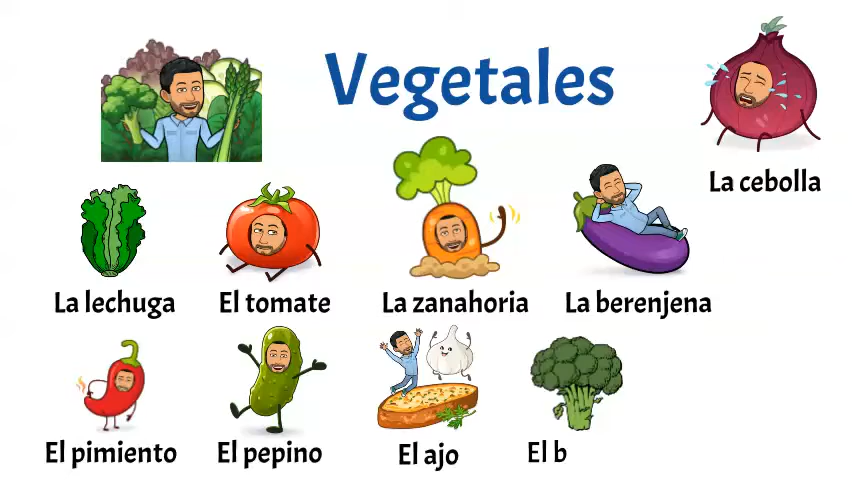 Vegetales
La cebolla
La lechuga
El tomate
La zanahoria
La berenjena
El pimiento
El pepino
El ajo
El b